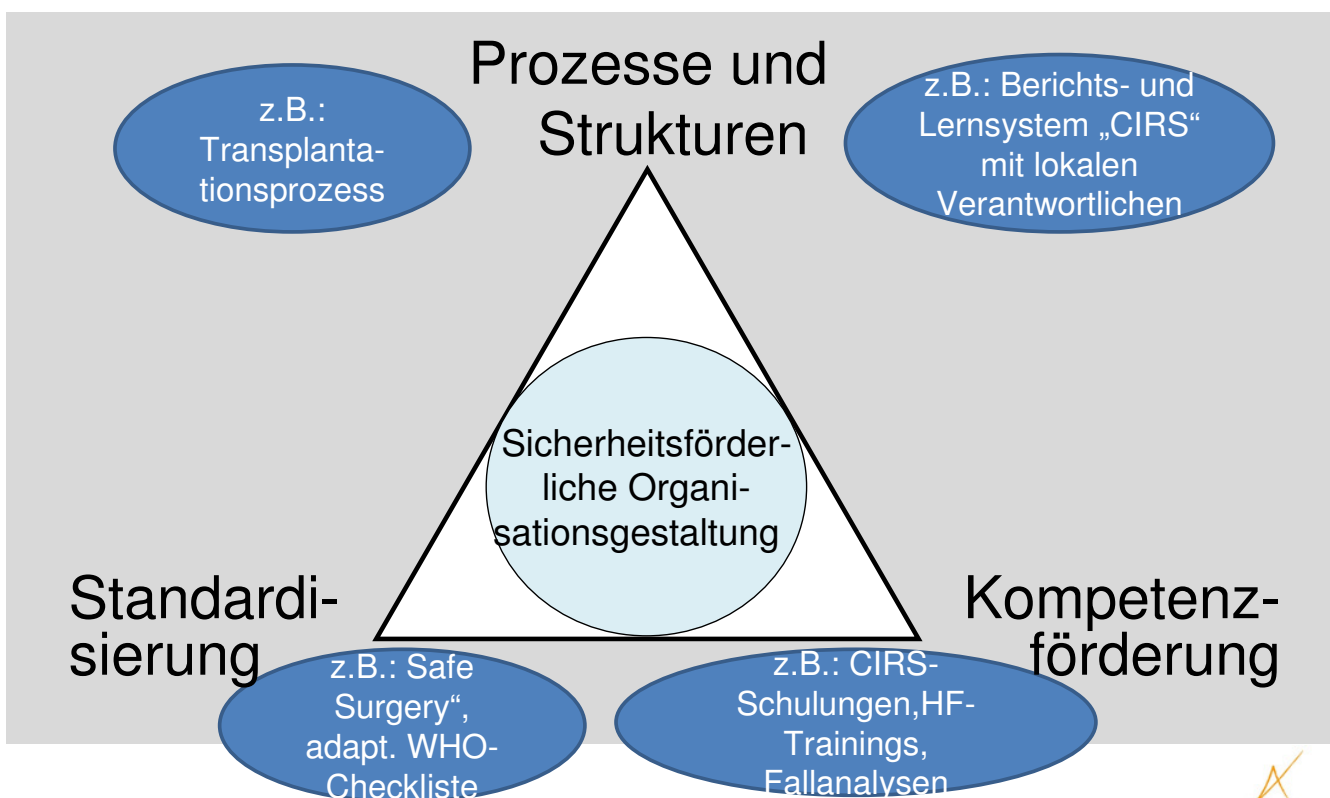 Prozesse und
Strukturen
z.B.:
Transplanta-
tionsprozess
z.B.: Berichts- und
Lernsystem „CIRS“
mit lokalen
Verantwortlichen
Sicherheitsförder-
liche Organi-
sationsgestaltung
Standardi-
sierung
Kompetenz-
förderung
z.B.: Safe
Surgery“,
adapt. WHO-
Checkliste
z.B.: CIRS-
Schulungen,HF-
Trainings,
Fallanalysen